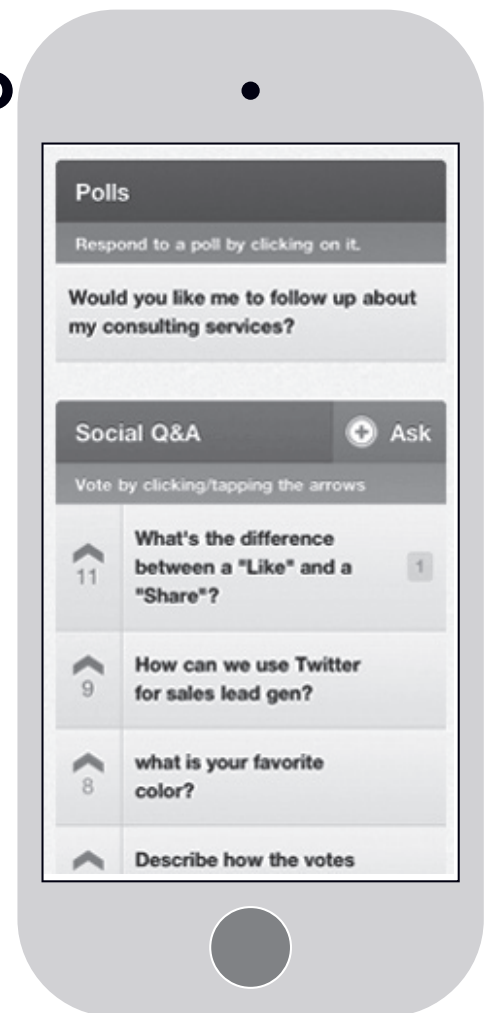 Polls
Respond to a poll by clicking on it.
Would you like me to follow up about
my consulting services?
Social Q&A
Ask
Vote by clicking/tapping the arrows
What's the difference
between a "Like" and a
"Share"?
11
1
How can we use Twitter
for sales lead gen?
9
what is your favorite
color?
8
Describe how the votes